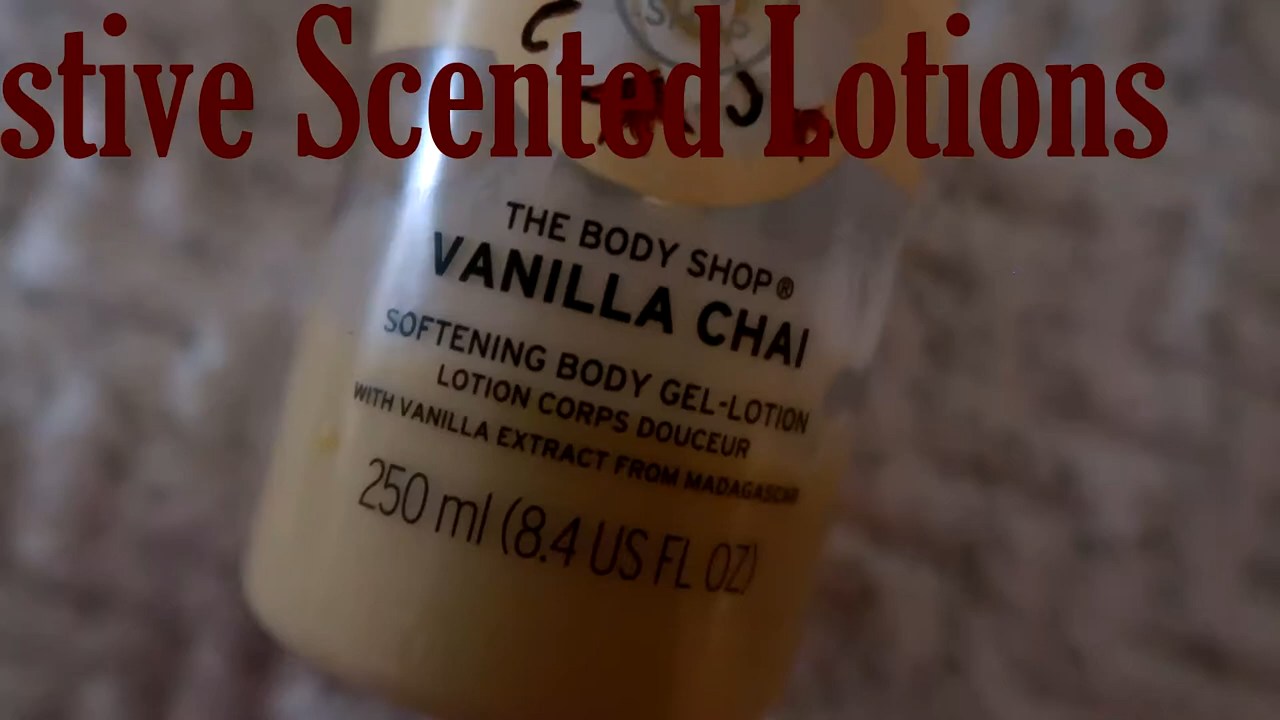 stive Scented Lotions
THE BODY SHOP®
VANILLA CHAI
SOFTENING BODY GEL-LOTION
LOTION CORPS DOUCEUR
WITH VANILLA EXTRACT FROM MADAGASCAR
250 ml (8.4 US FL OZ)